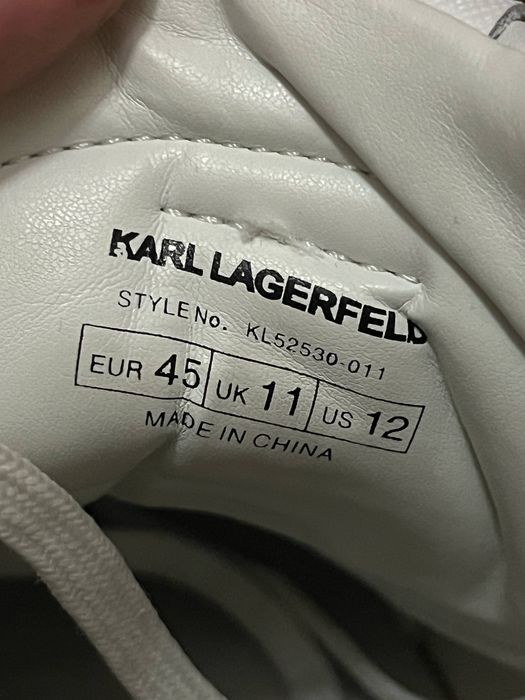 KARL LAGERFELD
STYLE No. KL52530-011
EUR 45 UK 11 US 12
MADE IN CHINA